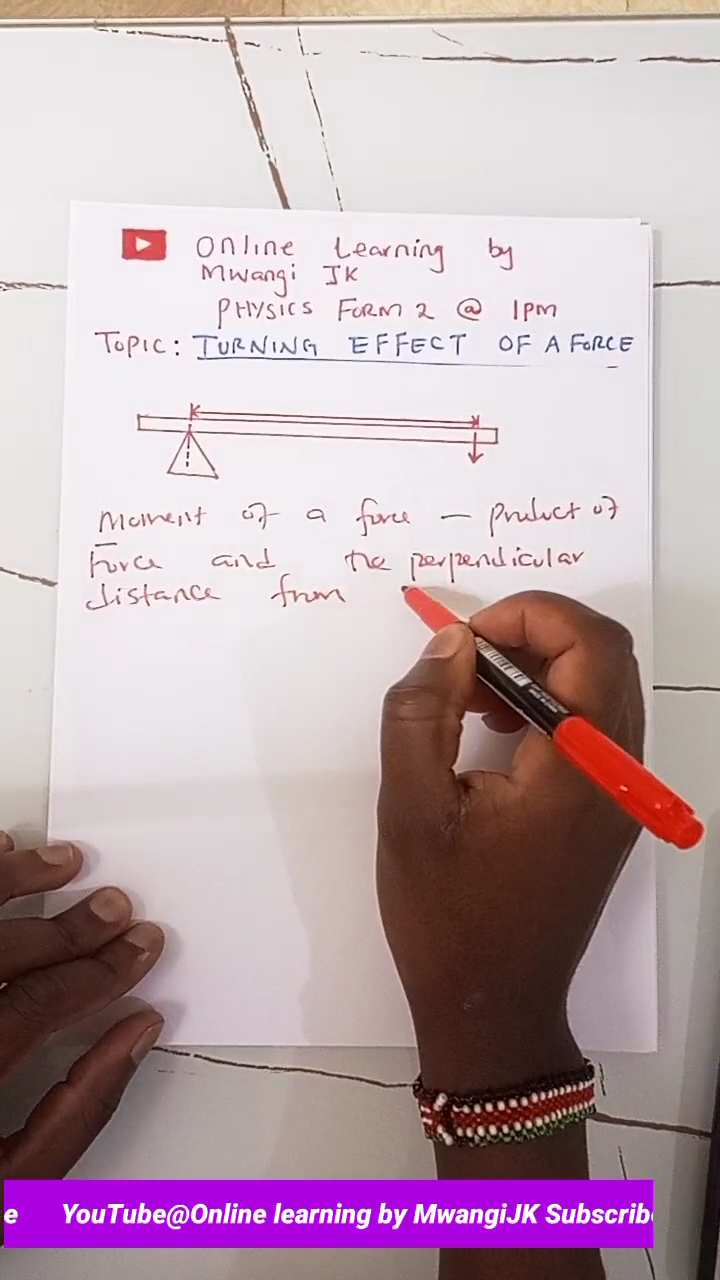 Online Learning by
Mwangi JK
PHYSICS FORM 2 @ 1pm
TOPIC: TURNING EFFECT OF A FORCE
Moment of a force — product of
Force and the perpendicular
distance from
e YouTube@Online learning by MwangiJK Subscrib